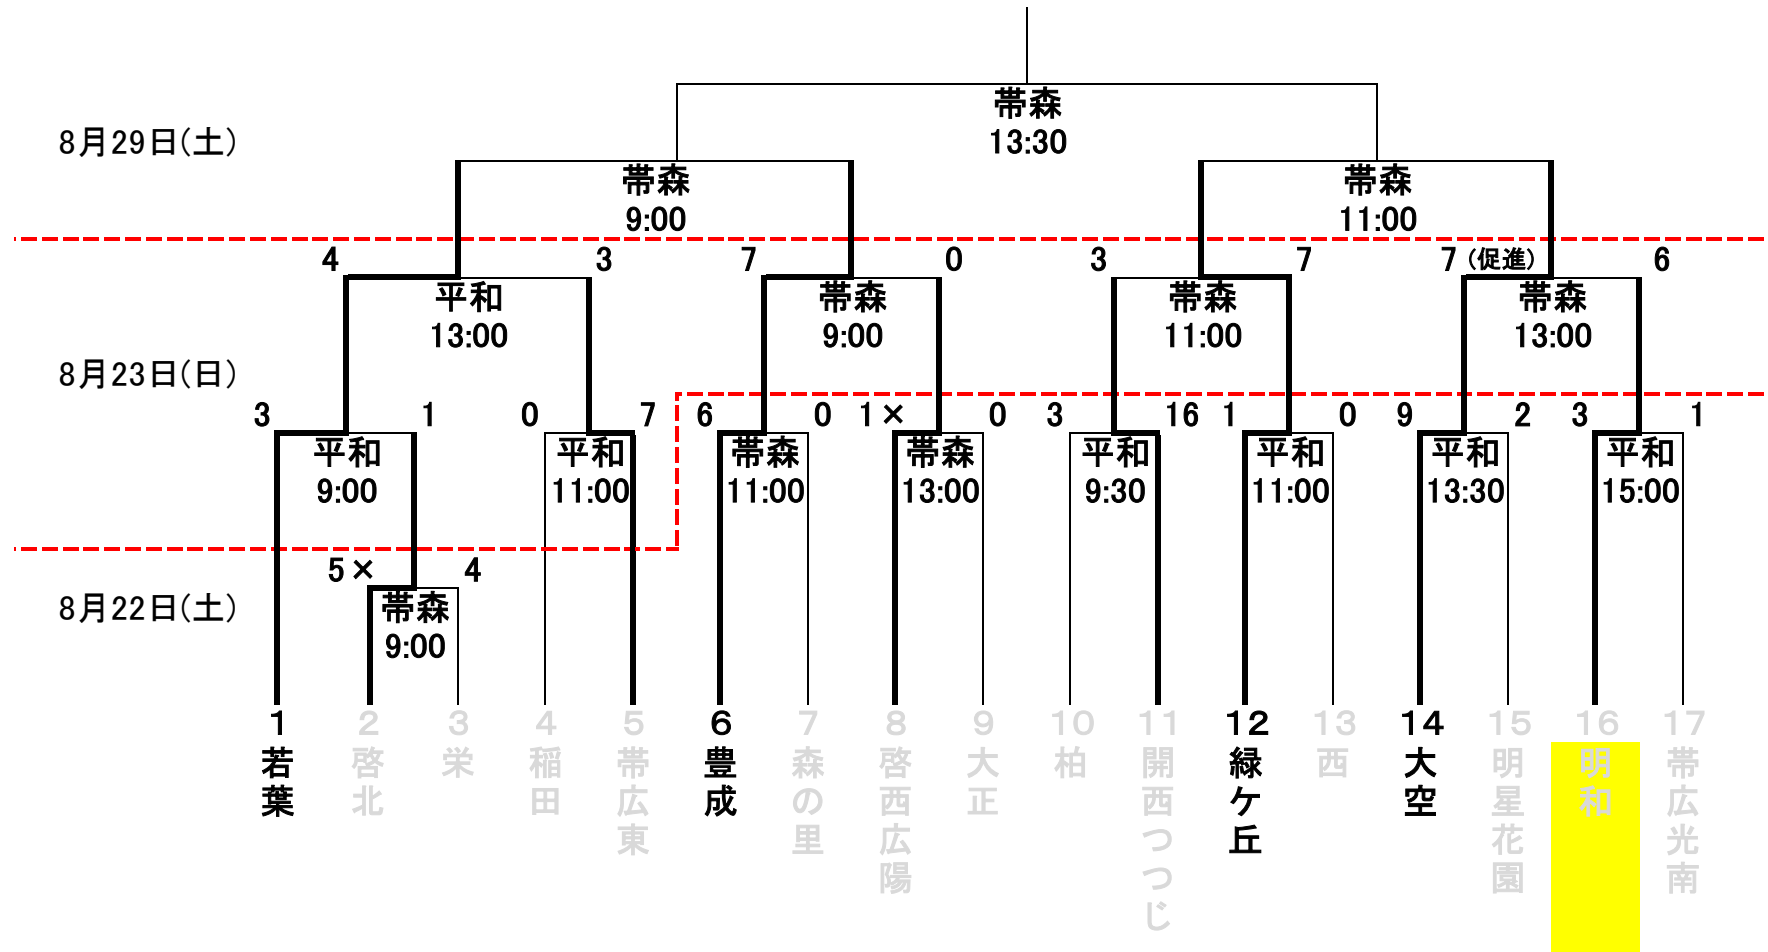 帯森
13:30
8月29日(土)
帯森
9:00
帯森
11:00
4 3 7 0 3 7 7(促進) 6
平和
13:00
帯森
9:00
帯森
11:00
帯森
13:00
8月23日(日)
3 1 0 7 6 0 1× 0 3 16 1 0 9 2 3 1
平和
9:00
平和
11:00
帯森
11:00
帯森
13:00
平和
9:30
平和
11:00
平和
13:30
平和
15:00
5× 4
帯森
9:00
8月22日(土)
1
若葉
2
啓北
3
栄
4
稲田
5
帯広東
6
豊成
7
森の里
8
啓西広陽
9
大正
10
柏
11
開西つつじ
12
緑ケ丘
13
西
14
大空
15
明星花園
16
明和
17
帯広光南